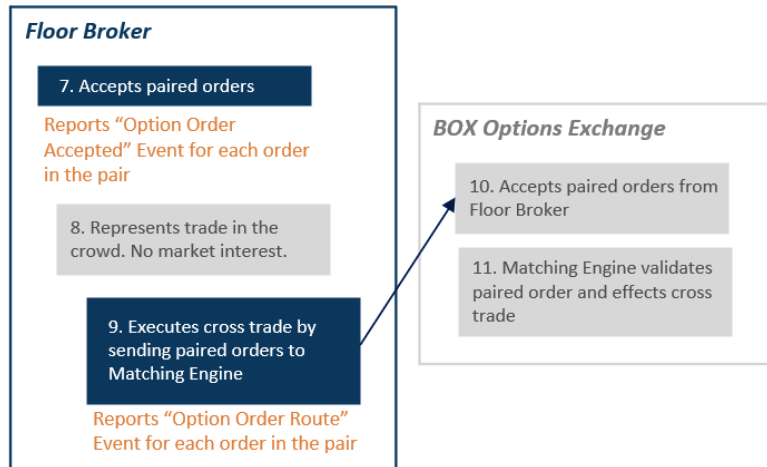 Floor Broker
7. Accepts paired orders
Reports “Option Order
Accepted” Event for each order
in the pair
8. Represents trade in the
crowd. No market interest.
9. Executes cross trade by
sending paired orders to
Matching Engine
Reports “Option Order Route”
Event for each order in the pair
BOX Options Exchange
10. Accepts paired orders from
Floor Broker
11. Matching Engine validates
paired order and effects cross
trade